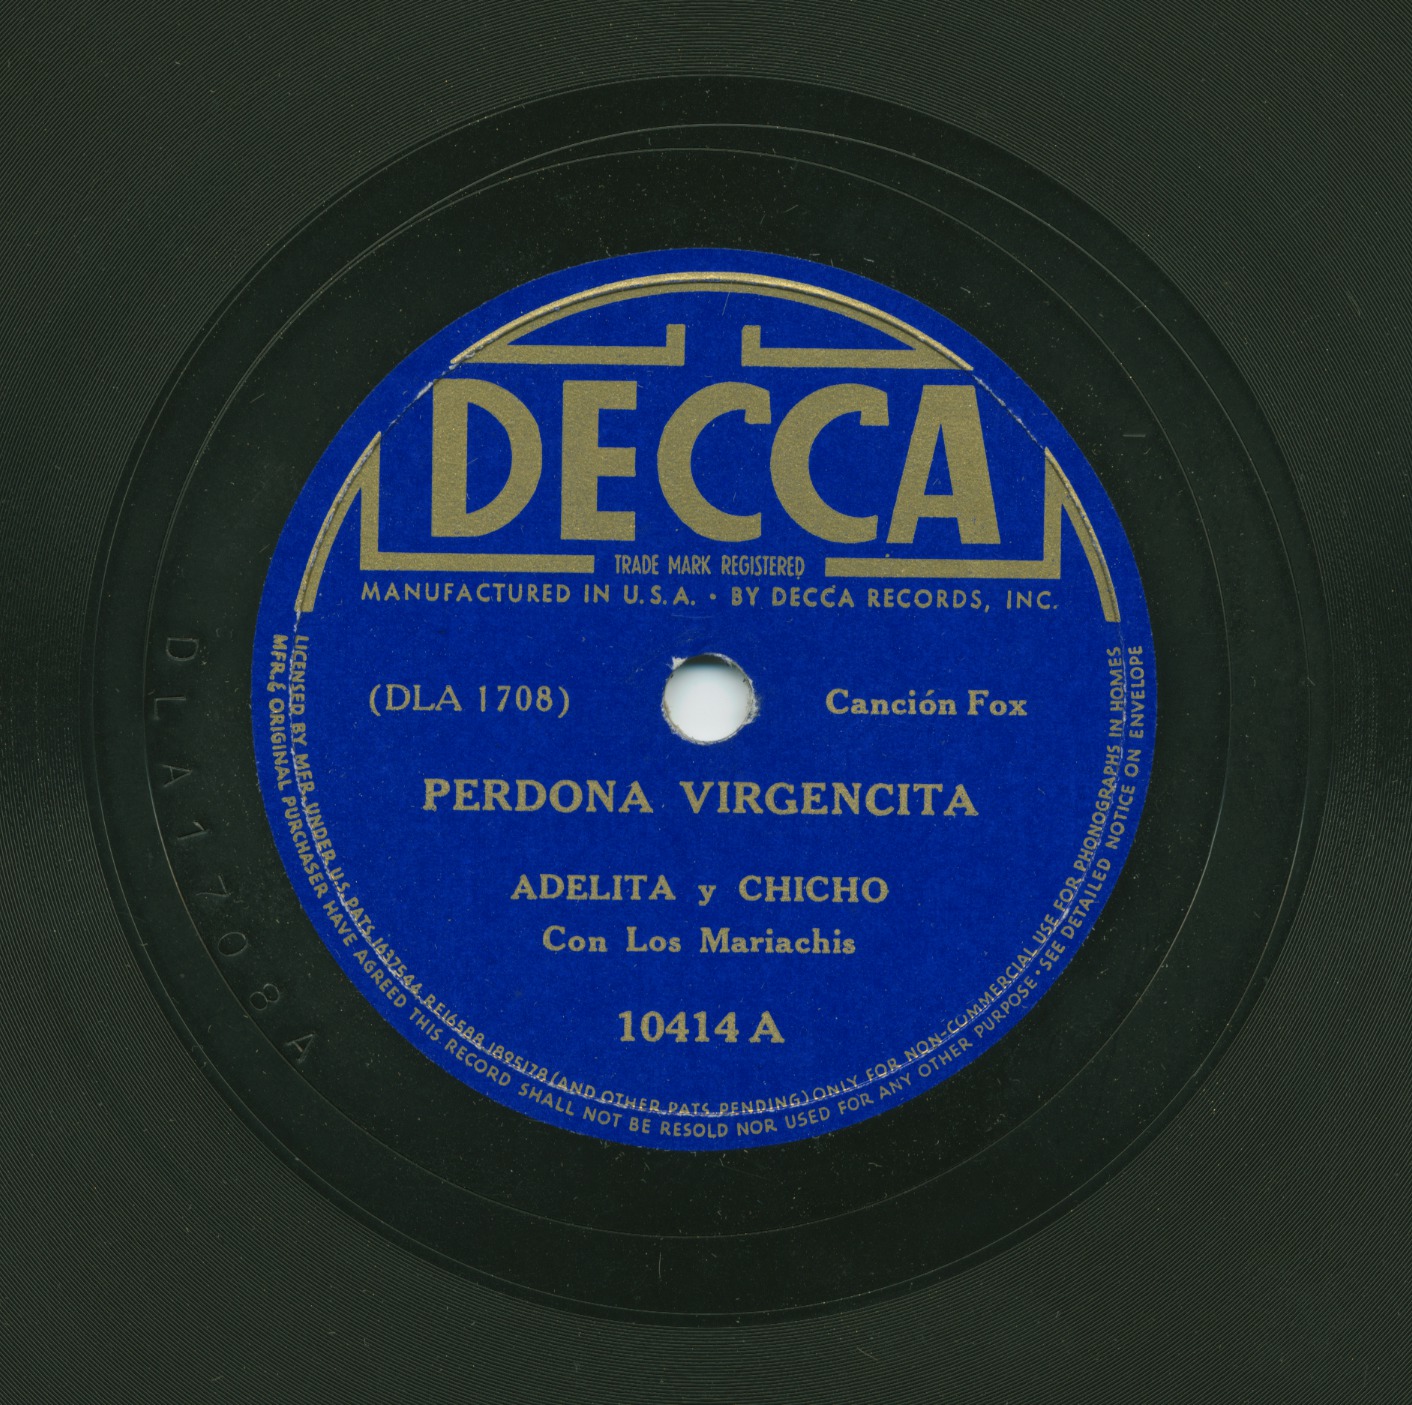 DECCA
TRADE MARK REGISTERED
MANUFACTURED IN U.S.A. · BY DECCA RECORDS, INC.
(DLA 1708)
Canción Fox
PERDONA VIRGENCITA
ADELITA y CHICHO
Con Los Mariachis
10414 A
LICENSED BY MFR. UNDER U.S. PATS. 1637544, RE16588, 1895178 (AND OTHER PATS. PENDING) ONLY FOR NON-COMMERCIAL USE FOR PHONOGRAPHS IN HOMES
MFR. & ORIGINAL PURCHASER HAVE AGREED THIS RECORD SHALL NOT BE RESOLD NOR USED FOR ANY OTHER PURPOSE · SEE DETAILED NOTICE ON ENVELOPE
DLA 1708 A